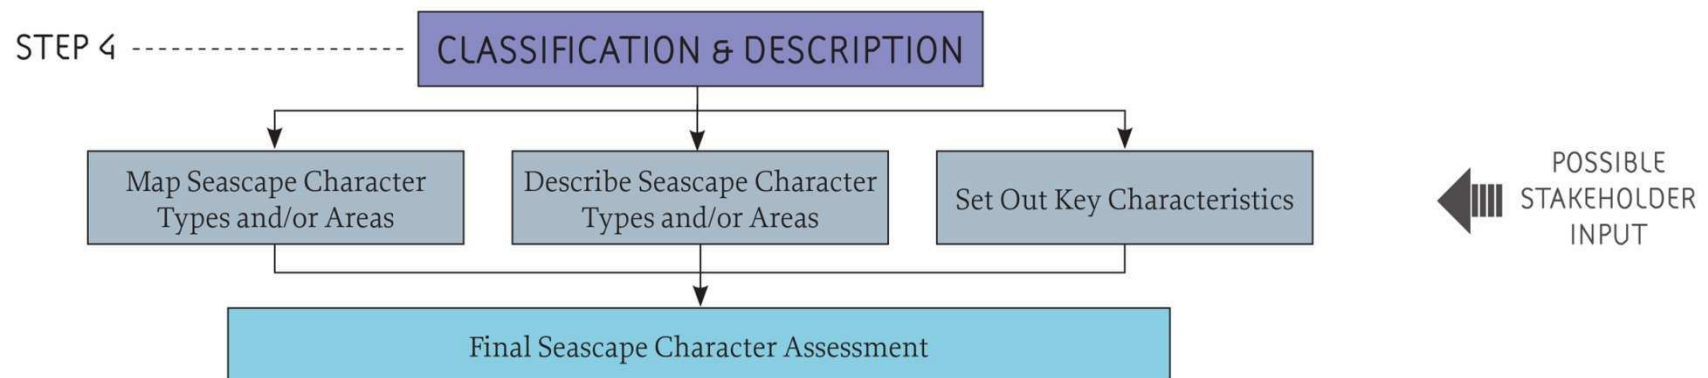 STEP 4
CLASSIFICATION & DESCRIPTION
Map Seascape Character
Types and/or Areas
Describe Seascape Character
Types and/or Areas
Set Out Key Characteristics
POSSIBLE
STAKEHOLDER
INPUT
Final Seascape Character Assessment